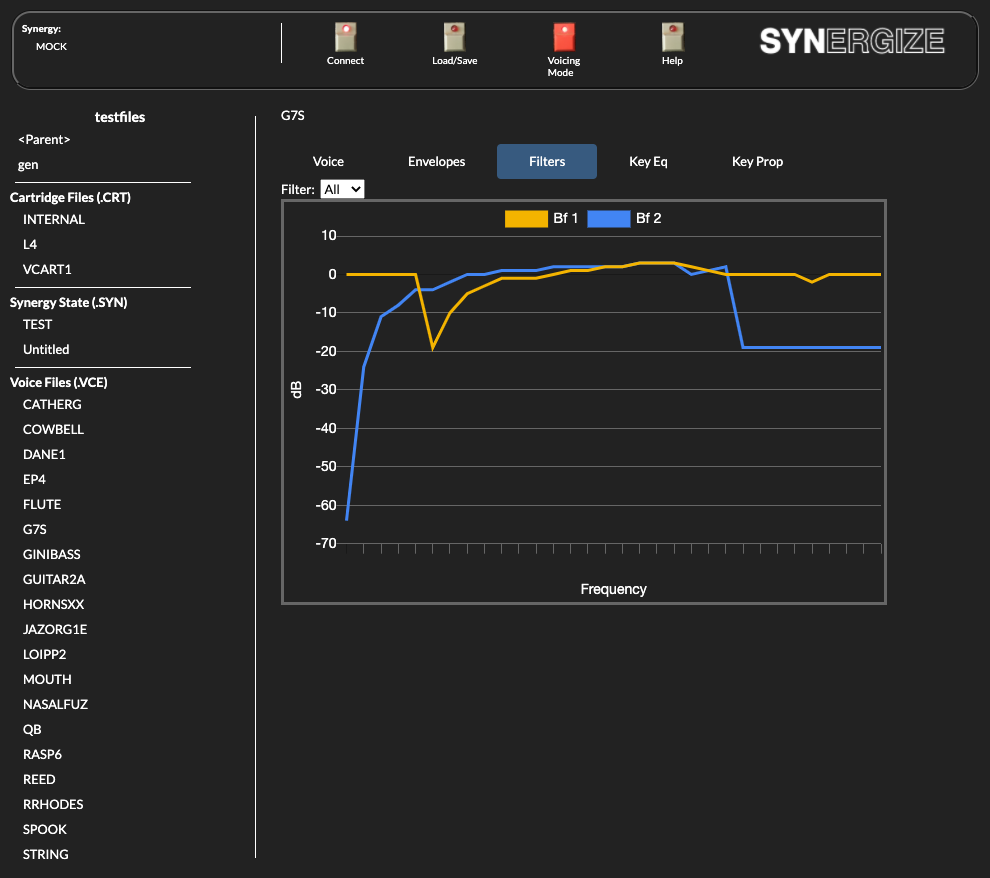 Synergy:
MOCK
Connect
Load/Save
Voicing
Mode
Help
SYNERGIZE
testfiles
<Parent>
gen
Cartridge Files (.CRT)
INTERNAL
L4
VCART1
Synergy State (.SYN)
TEST
Untitled
Voice Files (.VCE)
CATHERG
COWBELL
DANE1
EP4
FLUTE
G7S
GINIBASS
GUITAR2A
HORNSXX
JAZORG1E
LOIPP2
MOUTH
NASALFUZ
QB
RASP6
REED
RRHODES
SPOOK
STRING
G7S
Voice Envelopes Filters Key Eq Key Prop
Filter: All
Bf 1 Bf 2
10
0
-10
-20
-30
-40
-50
-60
-70
dB
Frequency